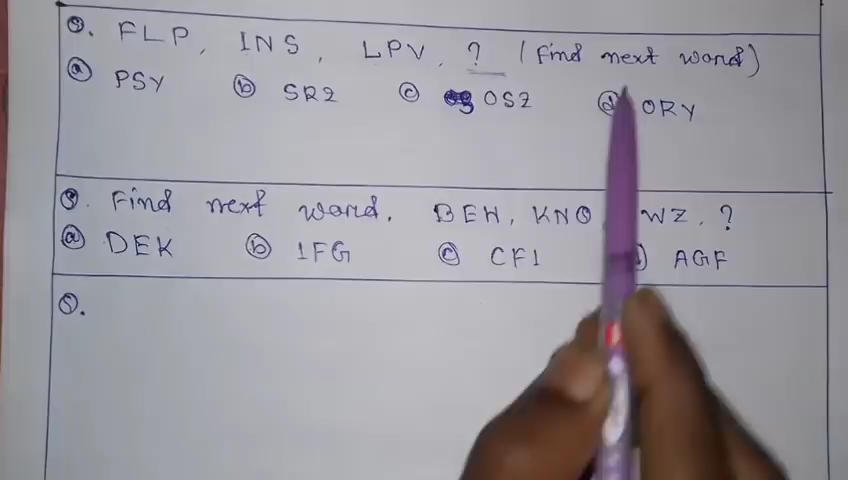 Q. FLP, INS, LPV, ? (Find next word)
(a) PSY (b) SRZ (c) OSZ (d) ORY
Q. Find next word. BEH, KNQ WZ, ?
(a) DEK (b) IFG (c) CFI AGF
Q.